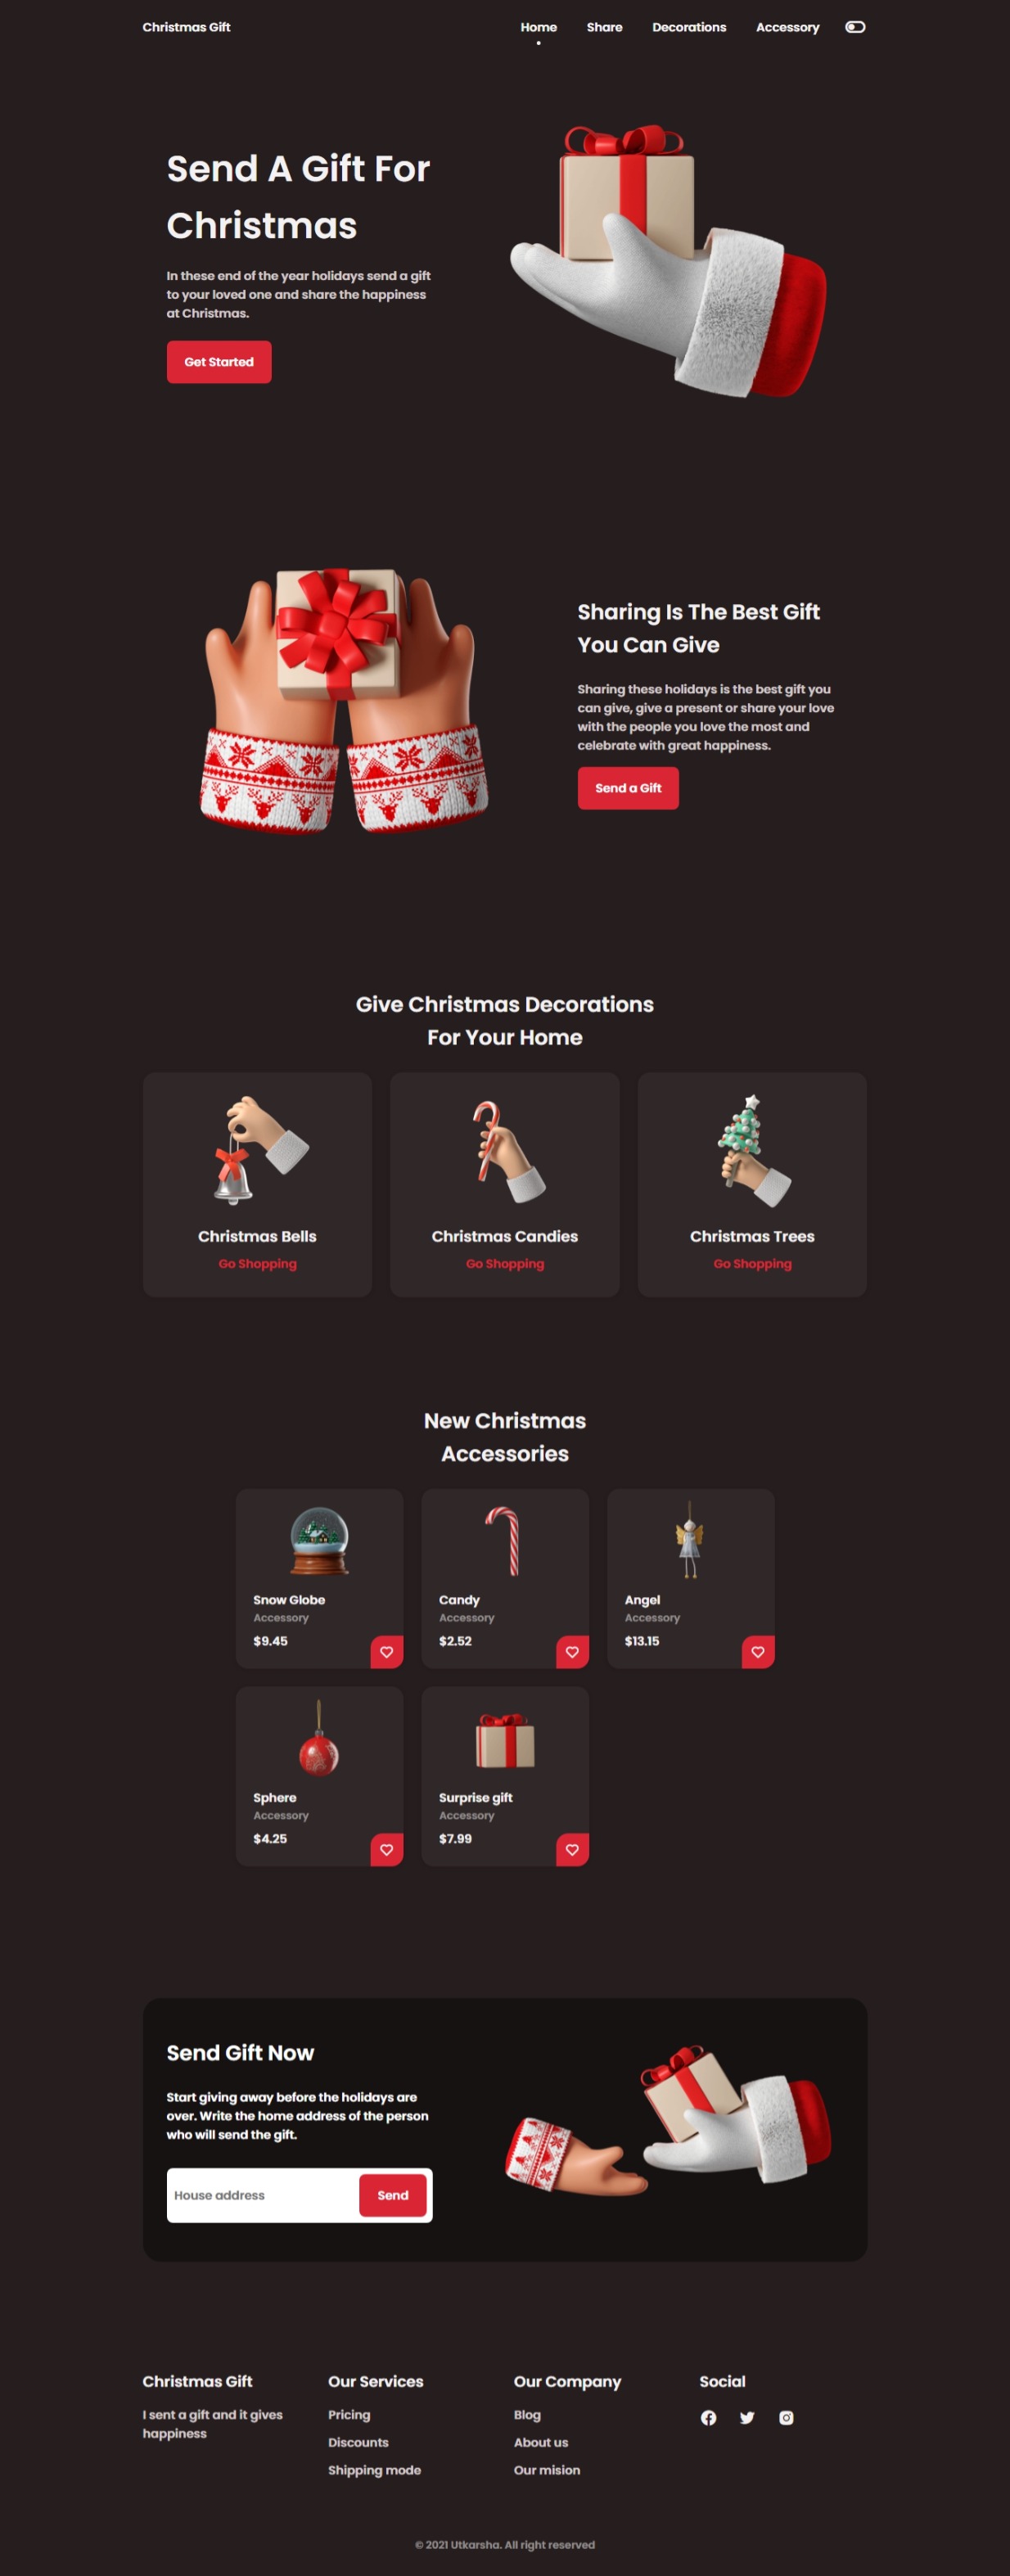 Christmas Gift
Home
Share
Decorations
Accessory
Send A Gift For
Christmas
In these end of the year holidays send a gift
to your loved one and share the happiness
at Christmas.
Get Started
Sharing Is The Best Gift
You Can Give
Sharing these holidays is the best gift you
can give, give a present or share your love
with the people you love the most and
celebrate with great happiness.
Send a Gift
Give Christmas Decorations
For Your Home
Christmas Bells
Go Shopping
Christmas Candies
Go Shopping
Christmas Trees
Go Shopping
New Christmas
Accessories
Snow Globe
Accessory
$9.45
Candy
Accessory
$2.52
Angel
Accessory
$13.15
Sphere
Accessory
$4.25
Surprise gift
Accessory
$7.99
Send Gift Now
Start giving away before the holidays are
over. Write the home address of the person
who will send the gift.
House address
Send
Christmas Gift
I sent a gift and it gives
happiness
Our Services
Pricing
Discounts
Shipping mode
Our Company
Blog
About us
Our mision
Social
© 2021 Utkarsha. All right reserved